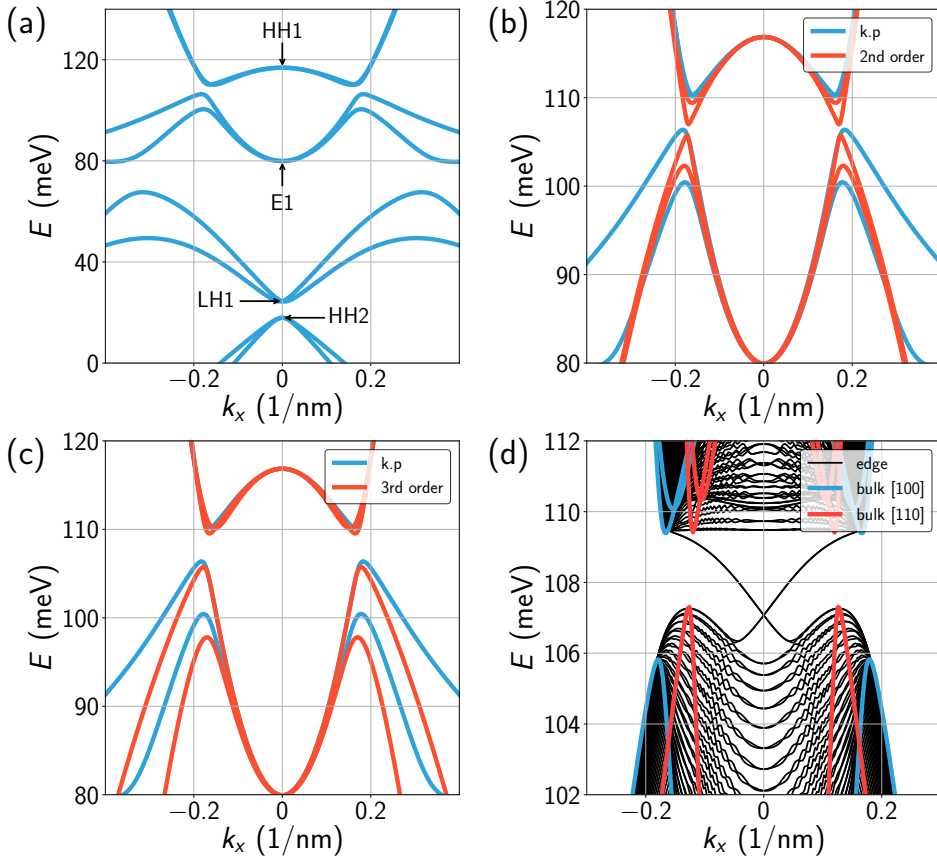 (a)
HH1
E1
LH1
HH2
E (meV)
120
80
40
0
−0.2
0
0.2
kx (1/nm)
(b)
k.p
2nd order
E (meV)
120
110
100
90
80
−0.2
0
0.2
kx (1/nm)
(c)
k.p
3rd order
E (meV)
120
110
100
90
80
−0.2
0
0.2
kx (1/nm)
(d)
edge
bulk [100]
bulk [110]
E (meV)
112
110
108
106
104
102
−0.2
0
0.2
kx (1/nm)